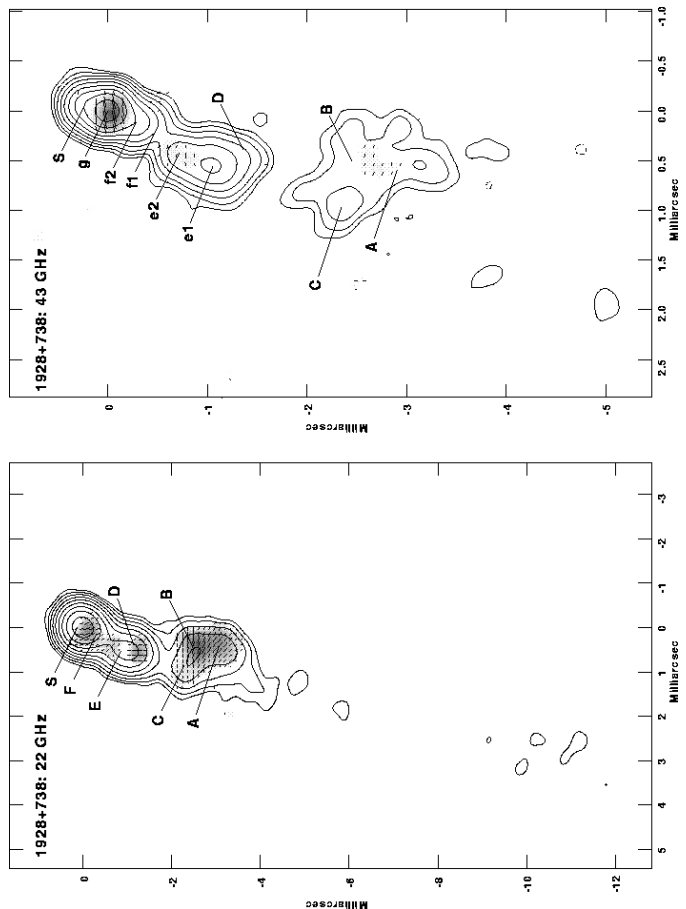 1928+738: 22 GHz
S
F
E
D
C
B
A
0
-2
-4
-6
-8
-10
-12
5
4
3
2
1
0
-1
-2
-3
Milliarcsec
Milliarcsec
1928+738: 43 GHz
S
g
f2
f1
e2
e1
D
B
C
A
0
-1
-2
-3
-4
-5
2.5
2.0
1.5
1.0
0.5
0.0
-0.5
-1.0
Milliarcsec
Milliarcsec